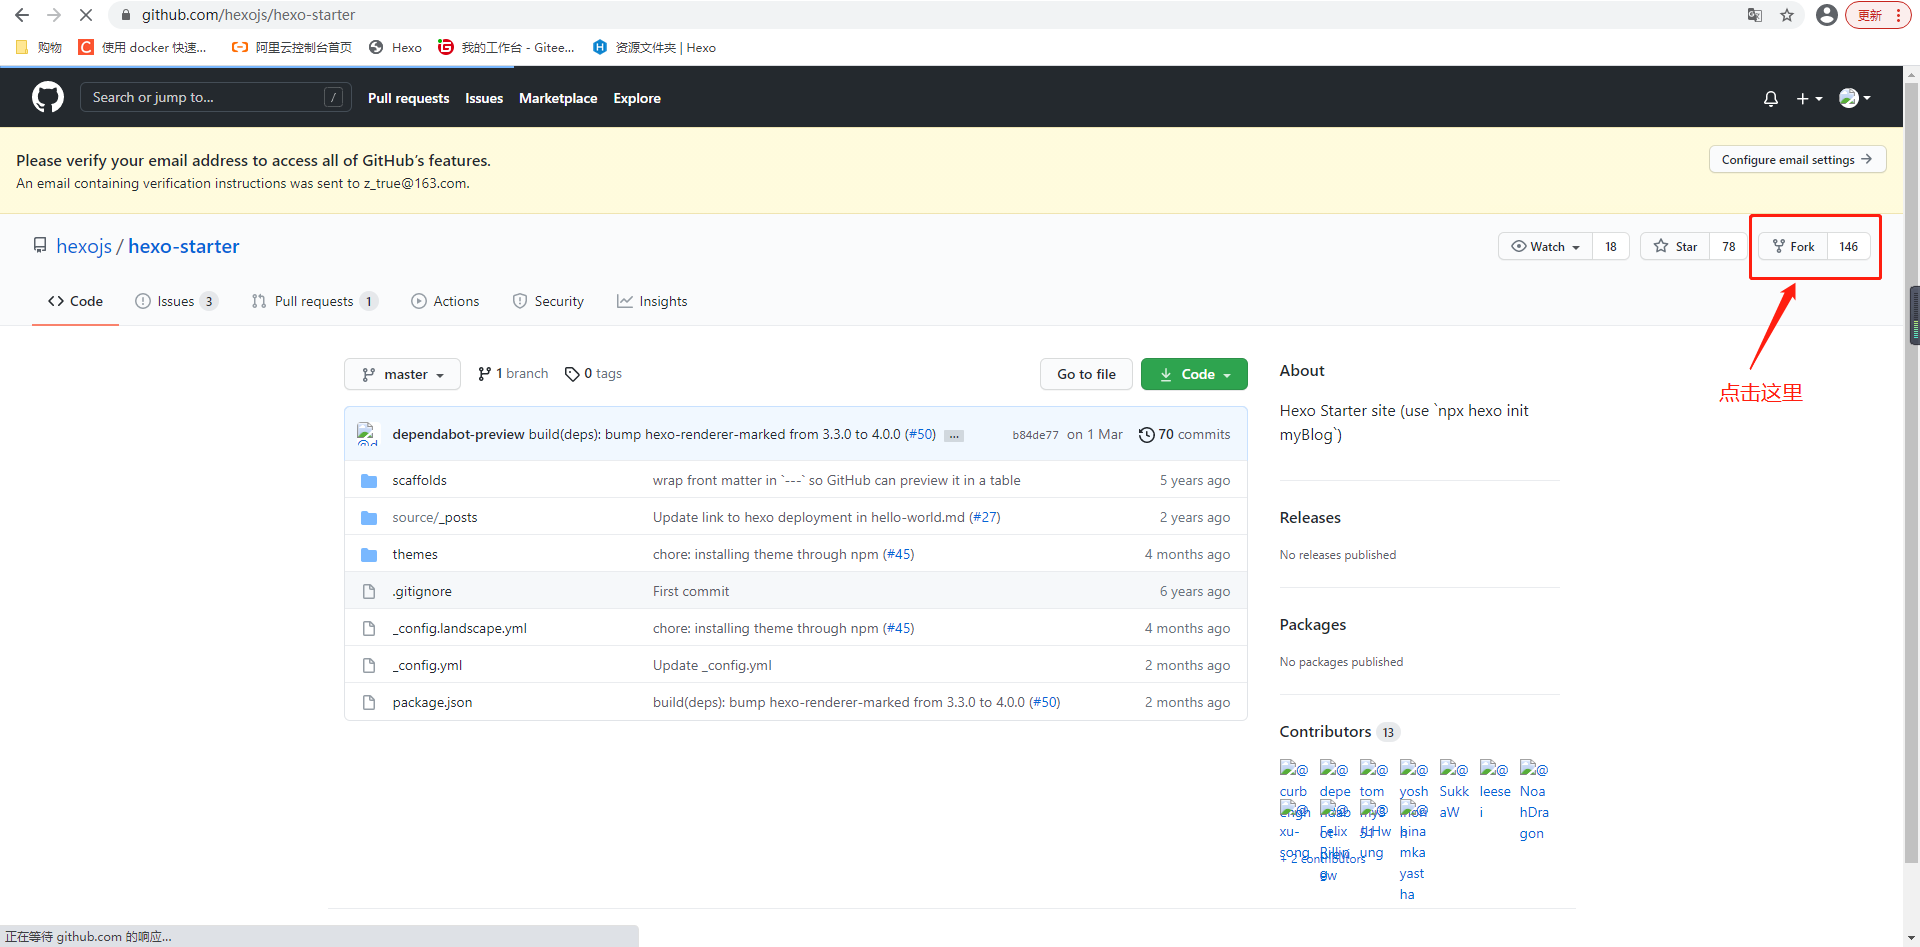 github.com/hexojs/hexo-starter
更新
购物
使用 docker 快速...
阿里云控制台首页
Hexo
我的工作台 - Gitee...
资源文件夹 | Hexo
Search or jump to... /
Pull requests Issues Marketplace Explore
Please verify your email address to access all of GitHub's features.
An email containing verification instructions was sent to z_true@163.com.
Configure email settings
hexojs / hexo-starter
Watch 18 Star 78 Fork 146
Code Issues 3 Pull requests 1 Actions Security Insights
点击这里
master 1 branch 0 tags Go to file Code
dependabot-preview build(deps): bump hexo-renderer-marked from 3.3.0 to 4.0.0 (#50) ... b84de77 on 1 Mar 70 commits
scaffolds wrap front matter in `---` so GitHub can preview it in a table 5 years ago
source/_posts Update link to hexo deployment in hello-world.md (#27) 2 years ago
themes chore: installing theme through npm (#45) 4 months ago
.gitignore First commit 6 years ago
_config.landscape.yml chore: installing theme through npm (#45) 4 months ago
_config.yml Update _config.yml 2 months ago
package.json build(deps): bump hexo-renderer-marked from 3.3.0 to 4.0.0 (#50) 2 months ago
About
Hexo Starter site (use `npx hexo init
myBlog`)
Releases
No releases published
Packages
No packages published
Contributors 13
@ @ @ @ @ @ @
curb depe tom yosh Sukk leese Noa
aW i hDra
gon
xu- Felix JLHw bina
song ung mka
+ 2 contributors
yast
ha
正在等待 github.com 的响应...